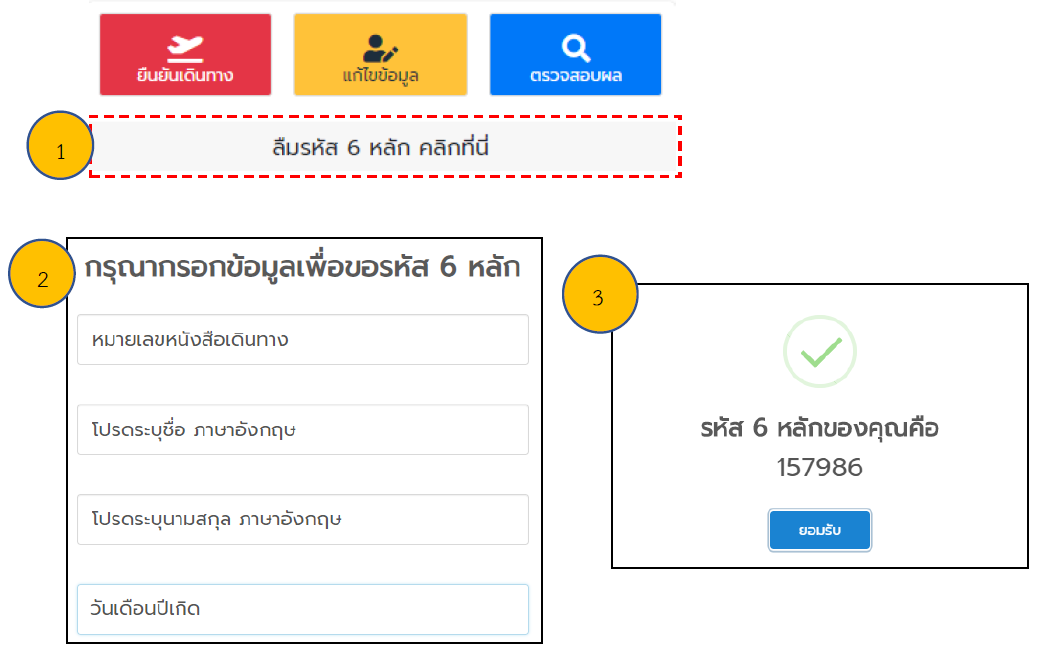 ยืนยันเดินทาง
แก้ไขข้อมูล
ตรวจสอบผล
1
ลืมรหัส 6 หลัก คลิกที่นี่
2
กรุณากรอกข้อมูลเพื่อขอรหัส 6 หลัก
หมายเลขหนังสือเดินทาง
โปรดระบุชื่อ ภาษาอังกฤษ
โปรดระบุนามสกุล ภาษาอังกฤษ
วันเดือนปีเกิด
3
รหัส 6 หลักของคุณคือ
157986
ยอมรับ